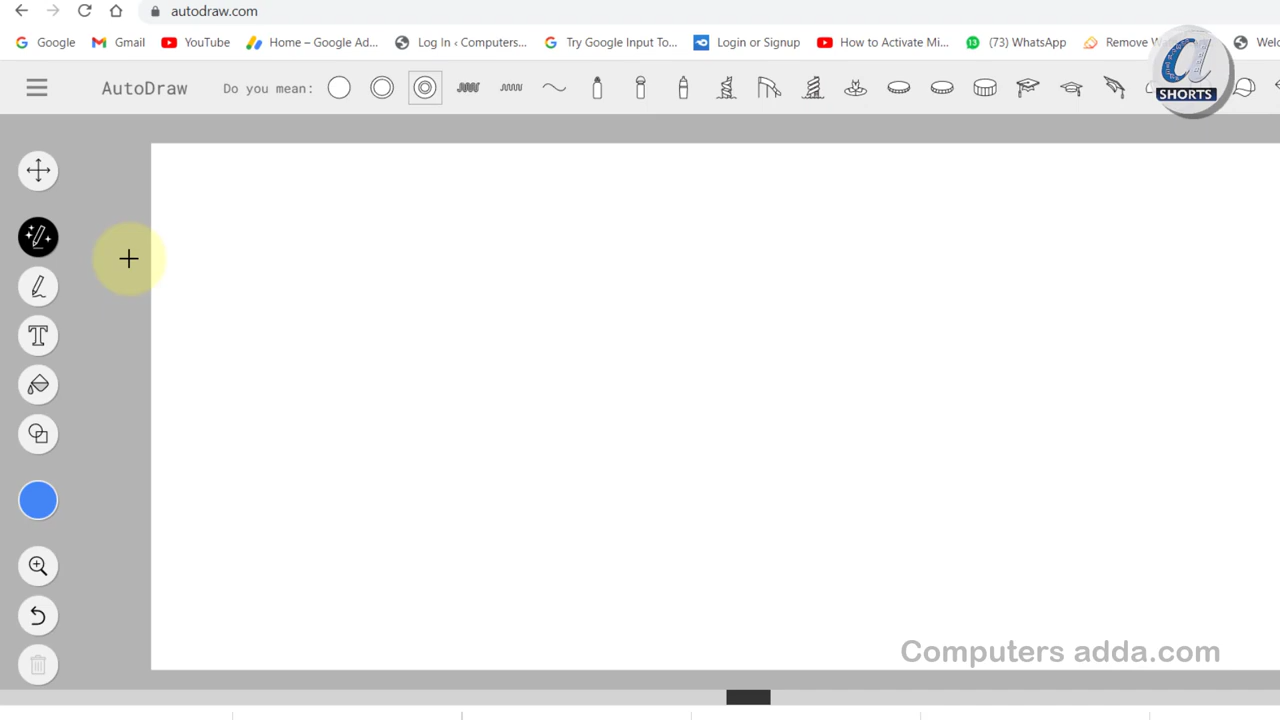 autodraw.com
Google Gmail YouTube Home – Google Ad... Log In ‹ Computers... Try Google Input To... Login or Signup How to Activate Mi... (73) WhatsApp Remove W
13
a
SHORTS
AutoDraw Do you mean:
T
Computers adda.com